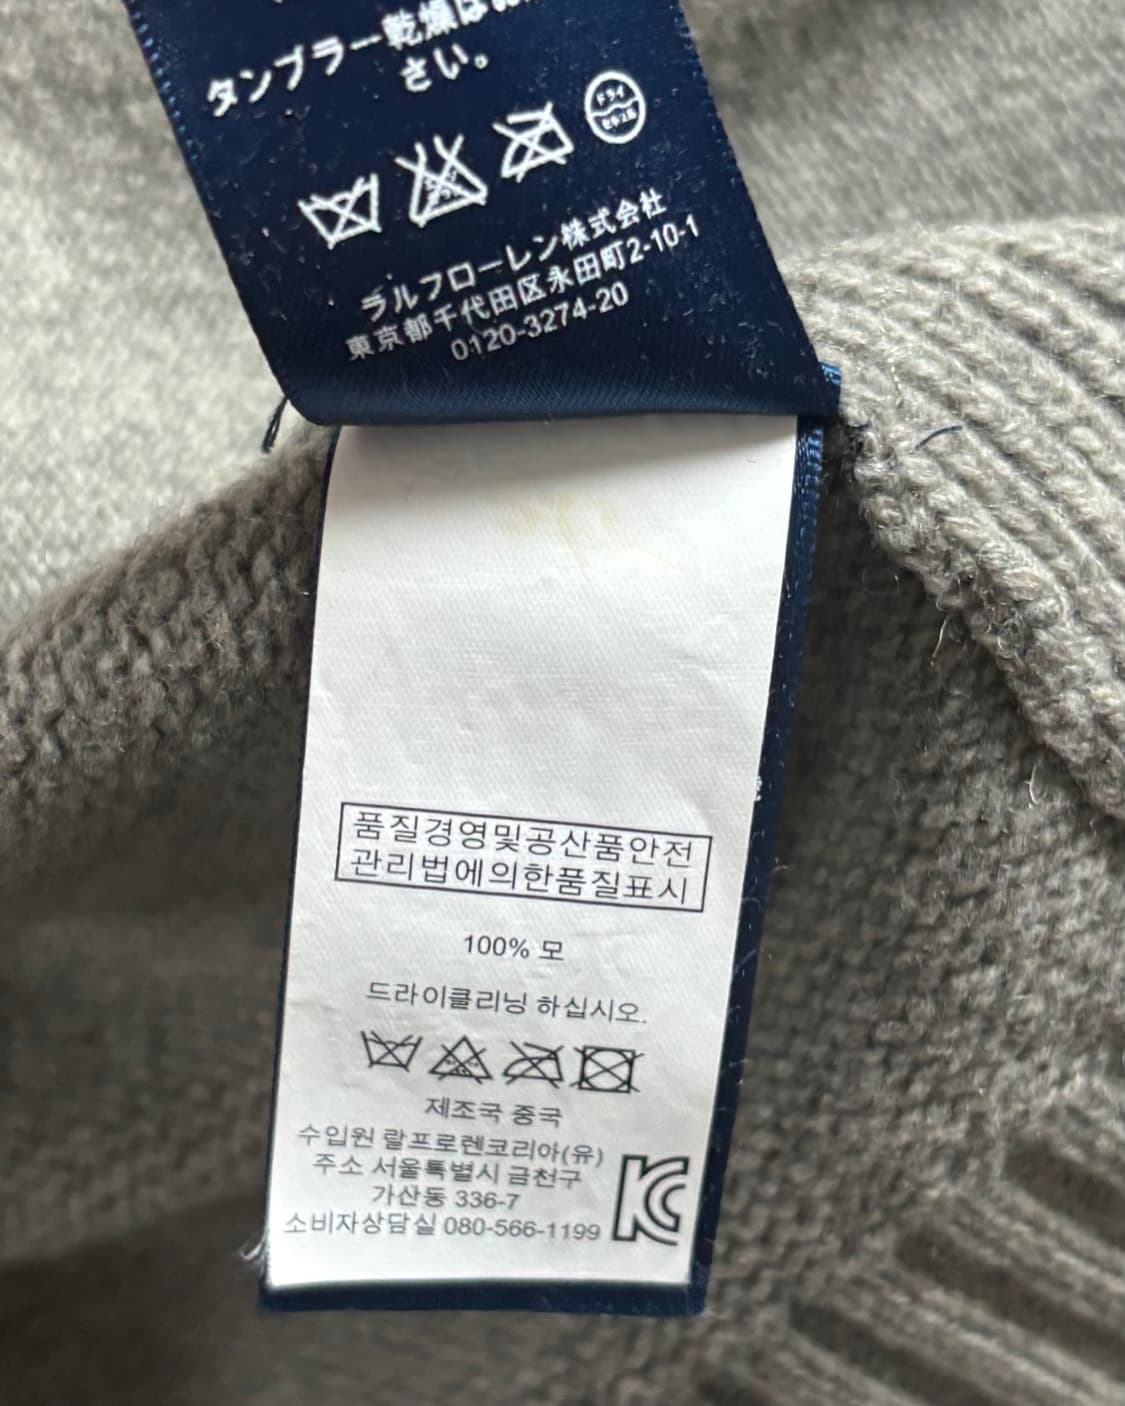 タンブラー乾燥は
さい。
ドライ
セキユ系
ラルフローレン株式会社
東京都千代田区永田町2-10-1
0120-3274-20
품질경영및공산품안전
관리법에의한품질표시
100% 모
드라이클리닝 하십시오.
제조국 중국
수입원 랄프로렌코리아(유)
주소 서울특별시 금천구
가산동 336-7
소비자상담실 080-566-1199